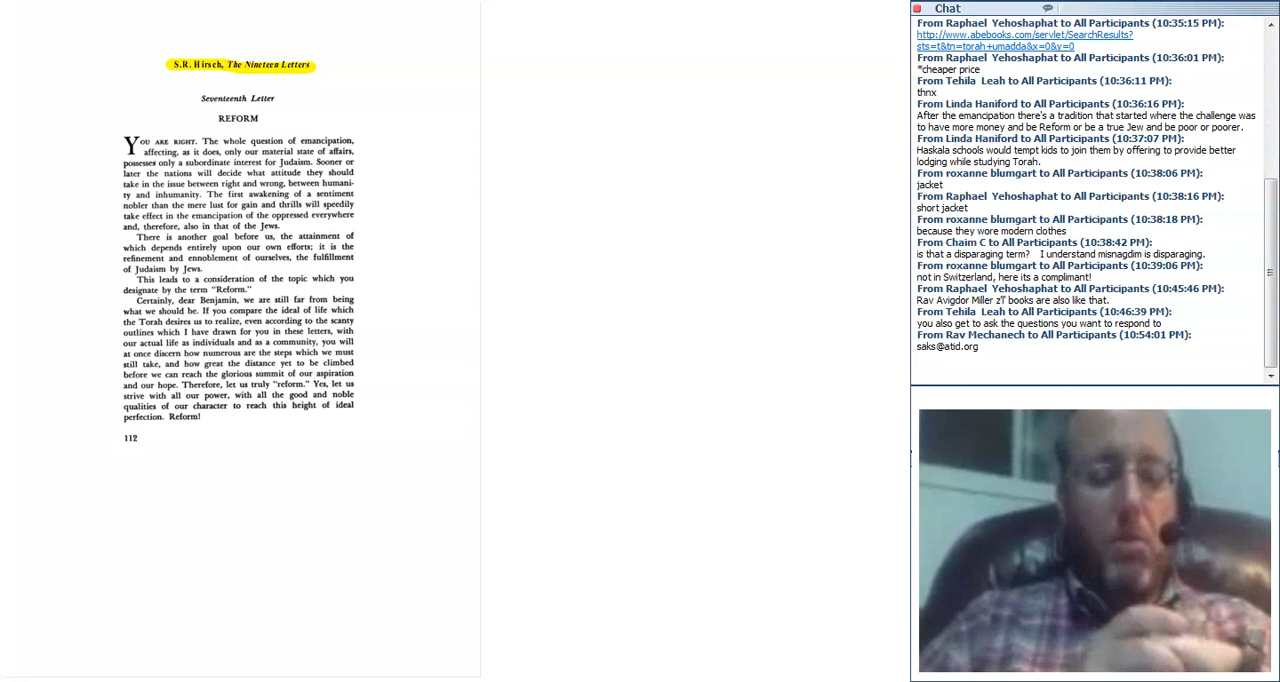 S.R. Hirsch, The Nineteen Letters
Seventeenth Letter
REFORM
YOU ARE RIGHT. The whole question of emancipation,
affecting, as it does, only our material state of affairs,
possesses only a subordinate interest for Judaism. Sooner or
later the nations will decide what attitude they should
take in the issue between right and wrong, between humani-
ty and inhumanity. The first awakening of a sentiment
nobler than the mere lust for gain and thrills will speedily
take effect in the emancipation of the oppressed everywhere
and, therefore, also in that of the Jews.
There is another goal before us, the attainment of
which depends entirely upon our own efforts; it is the
refinement and ennoblement of ourselves, the fulfillment
of Judaism by Jews.
This leads to a consideration of the topic which you
designate by the term "Reform."
Certainly, dear Benjamin, we are still far from being
what we should be. If you compare the ideal of life which
the Torah desires us to realize, even according to the scanty
outlines which I have drawn for you in these letters, with
our actual life as individuals and as a community, you will
at once discern how numerous are the steps which we must
still take, and how great the distance yet to be climbed
before we can reach the glorious summit of our aspiration
and our hope. Therefore, let us truly "reform." Yes, let us
strive with all our power, with all the good and noble
qualities of our character to reach this height of ideal
perfection. Reform!
112
Chat
From Raphael Yehoshaphat to All Participants (10:35:15 PM):
http://www.abebooks.com/servlet/SearchResults?
sts=t&tn=torah+umadda&x=0&y=0
From Raphael Yehoshaphat to All Participants (10:36:01 PM):
*cheaper price
From Tehila Leah to All Participants (10:36:11 PM):
thnx
From Linda Haniford to All Participants (10:36:16 PM):
After the emancipation there's a tradition that started where the challenge was
to have more money and be Reform or be a true Jew and be poor or poorer.
From Linda Haniford to All Participants (10:37:07 PM):
Haskala schools would tempt kids to join them by offering to provide better
lodging while studying Torah.
From roxanne blumgart to All Participants (10:38:06 PM):
jacket
From Raphael Yehoshaphat to All Participants (10:38:16 PM):
short jacket
From roxanne blumgart to All Participants (10:38:18 PM):
because they wore modern clothes
From Chaim C to All Participants (10:38:42 PM):
is that a disparaging term? I understand misnagdim is disparaging.
From roxanne blumgart to All Participants (10:39:06 PM):
not in Switzerland, here its a complimant!
From Raphael Yehoshaphat to All Participants (10:45:46 PM):
Rav Avigdor Miller z'l' books are also like that.
From Tehila Leah to All Participants (10:46:39 PM):
you also get to ask the questions you want to respond to
From Rav Mechanech to All Participants (10:54:01 PM):
saks@atid.org